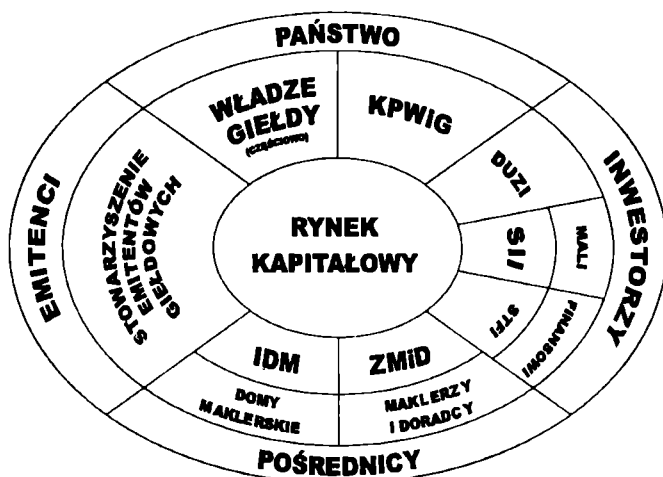 PAŃSTWO
WŁADZE
GIEŁDY
(CZĘŚCIOWO)
KPWiG
EMITENCI
STOWARZYSZENIE
EMITENTÓW
GIEŁDOWYCH
RYNEK
KAPITAŁOWY
DUZI
SII
MALI
STFI
FINANSOWI
INWESTORZY
IDM
ZMiD
DOMY
MAKLERSKIE
MAKLERZY
I DORADCY
POŚREDNICY